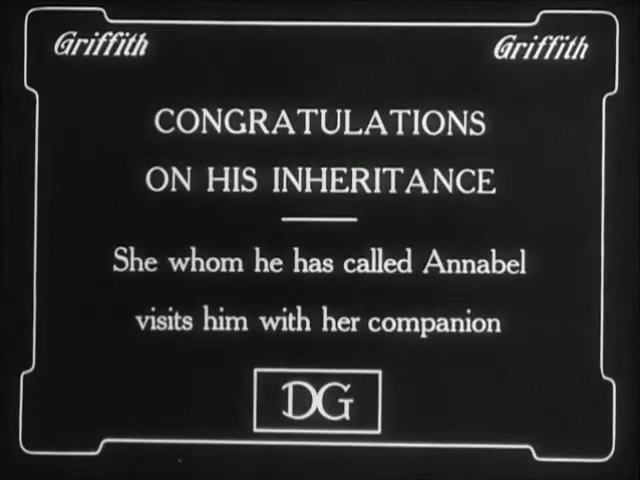 Griffith Griffith
CONGRATULATIONS
ON HIS INHERITANCE
She whom he has called Annabel
visits him with her companion
DG